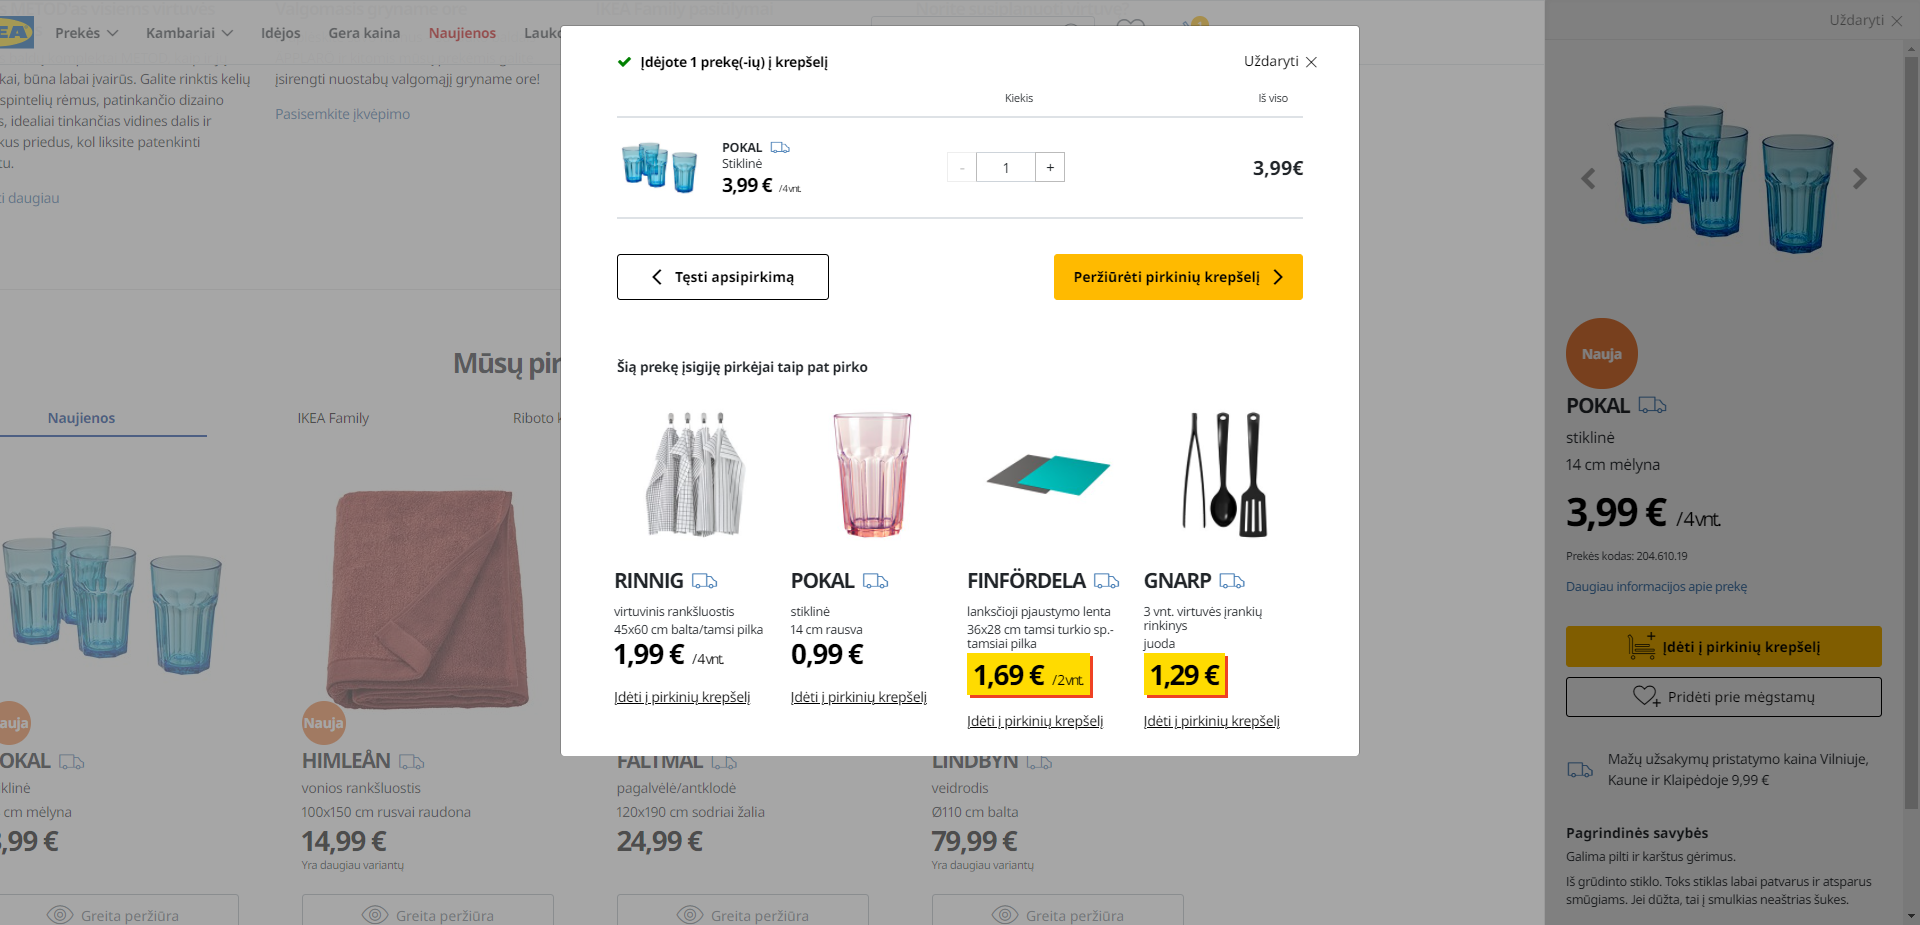 Prekės
Kambariai
Idėjos
Gera kaina
Naujienos
būna labai įvairūs. Galite rinktis kelių
spintelių rėmus, patinkančio dizaino
idealiai tinkančias vidines dalis ir
priedus, kol liksite patenkinti
daugiau
įsirengti nuostabų valgomąjį gryname ore!
Pasisemkite įkvėpimo
Mūsų
Naujienos
IKEA Family
Riboto
Įdėjote 1 prekę(-ių) į krepšelį
Uždaryti
Kiekis
Iš viso
POKAL
Stiklinė
3,99 € /4vnt.
-
1
+
3,99€
Tęsti apsipirkimą
Peržiūrėti pirkinių krepšelį
Šią prekę įsigiję pirkėjai taip pat pirko
RINNIG
virtuvinis rankšluostis
45x60 cm balta/tamsi pilka
1,99 € /4vnt.
Įdėti į pirkinių krepšelį
POKAL
stiklinė
14 cm rausva
0,99 €
Įdėti į pirkinių krepšelį
FINFÖRDELA
lanksčioji pjaustymo lenta
36x28 cm tamsi turkio sp.-
tamsiai pilka
1,69 € /2vnt.
Įdėti į pirkinių krepšelį
GNARP
3 vnt. virtuvės įrankių
rinkinys
juoda
1,29 €
Įdėti į pirkinių krepšelį
cm mėlyna
Greita peržiūra
Nauja
HIMLEÅN
vonios rankšluostis
100x150 cm rusvai raudona
14,99 €
Yra daugiau variantų
Greita peržiūra
pagalvėlė/antklodė
120x190 cm sodriai žalia
24,99 €
Greita peržiūra
LINDBYN
veidrodis
Ø110 cm balta
79,99 €
Yra daugiau variantų
Greita peržiūra
Uždaryti
Nauja
POKAL
stiklinė
14 cm mėlyna
3,99 € /4vnt.
Prekės kodas: 204.610.19
Daugiau informacijos apie prekę
Įdėti į pirkinių krepšelį
Pridėti prie mėgstamų
Mažų užsakymų pristatymo kaina Vilniuje,
Kaune ir Klaipėdoje 9,99 €
Pagrindinės savybės
Galima pilti ir karštus gėrimus.
Iš grūdinto stiklo. Toks stiklas labai patvarus ir atsparus
smūgiams. Jei dūžta, tai į smulkias neaštrias šukes.